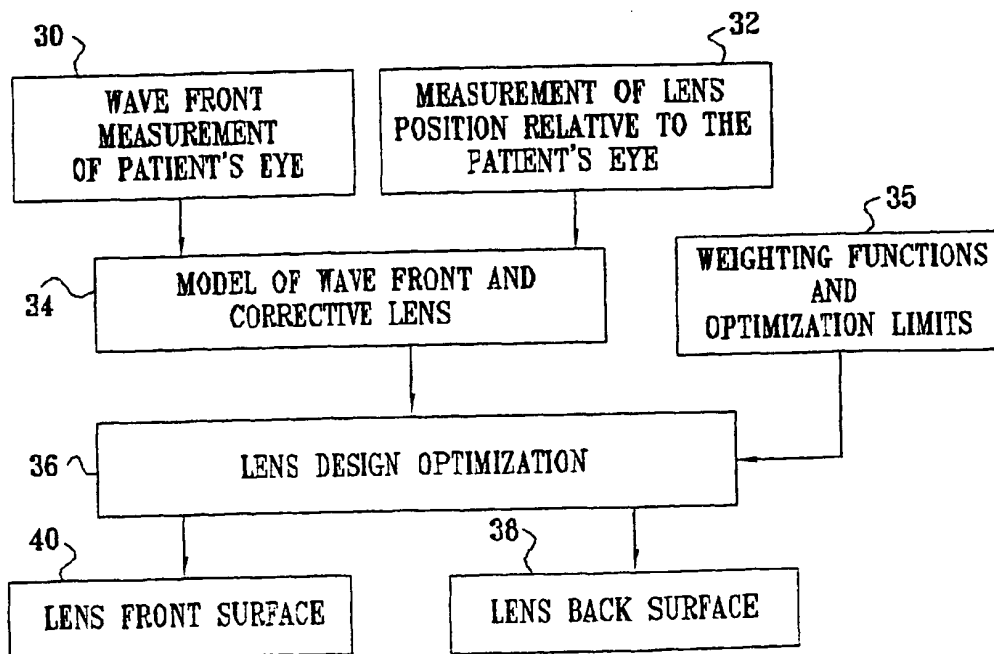 30
32
WAVE FRONT
MEASUREMENT
OF PATIENT'S EYE
MEASUREMENT OF LENS
POSITION RELATIVE TO THE
PATIENT'S EYE
35
WEIGHTING FUNCTIONS
AND
OPTIMIZATION LIMITS
34
MODEL OF WAVE FRONT AND
CORRECTIVE LENS
36
LENS DESIGN OPTIMIZATION
40
38
LENS FRONT SURFACE
LENS BACK SURFACE